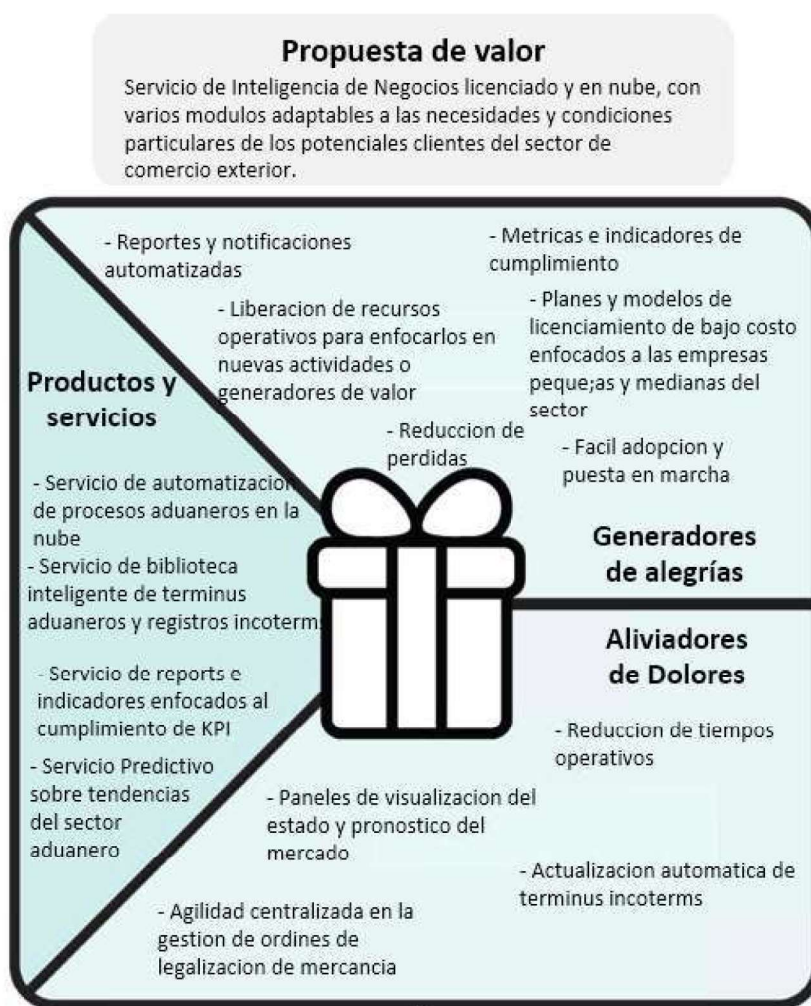 Propuesta de valor
Servicio de Inteligencia de Negocios licenciado y en nube, con
varios modulos adaptables a las necesidades y condiciones
particulares de los potenciales clientes del sector de
comercio exterior.
- Reportes y notificaciones
automatizadas
- Liberacion de recursos
operativos para enfocarlos en
nuevas actividades o
generadores de valor
- Reduccion de
perdidas
- Metricas e indicadores de
cumplimiento
- Planes y modelos de
licenciamiento de bajo costo
enfocados a las empresas
peque;as y medianas del
sector
- Facil adopcion y
puesta en marcha
Generadores
de alegrías
Productos y
servicios
- Servicio de automatizacion
de procesos aduaneros en la
nube
- Servicio de biblioteca
inteligente de terminus
aduaneros y registros incoterms
- Servicio de reports e
indicadores enfocados al
cumplimiento de KPI
- Servicio Predictivo
sobre tendencias
del sector
aduanero
Aliviadores
de Dolores
- Reduccion de tiempos
operativos
- Paneles de visualizacion del
estado y pronostico del
mercado
- Actualizacion automatica de
terminus incoterms
- Agilidad centralizada en la
gestion de ordines de
legalizacion de mercancia